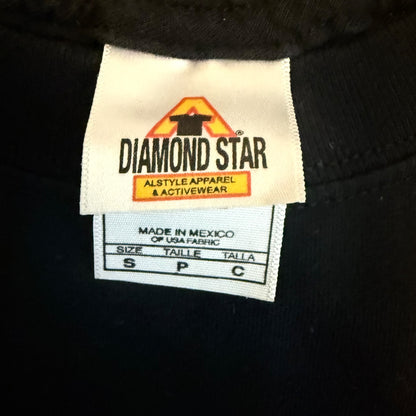 A
®
DIAMOND STAR
ALSTYLE APPAREL
& ACTIVEWEAR
MADE IN MEXICO
OF USA FABRIC
SIZE TAILLE TALLA
S P C